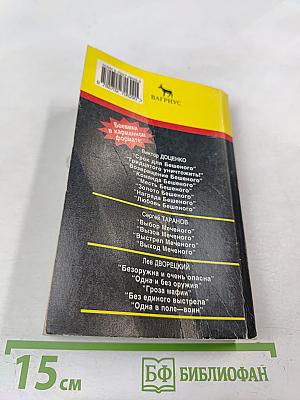 ВАГРИУС
Боевики
в карманном
формате:
Виктор ДОЦЕНКО
"Срок для Бешеного"
"Тридцатого уничтожить!"
"Возвращение Бешеного"
"Команда Бешеного"
"Месть Бешеного"
"Золото Бешеного"
"Награда Бешеного"
"Любовь Бешеного"
Сергей ТАРАНОВ
"Выбор Меченого"
"Вызов Меченого"
"Выстрел Меченого"
"Выход Меченого"
Лев ДВОРЕЦКИЙ
"Безоружна и очень опасна"
"Одна и без оружия"
"Гроза мафии"
"Без единого выстрела"
"Одна в поле—воин"
15 см
БФ БИБЛИОФАН